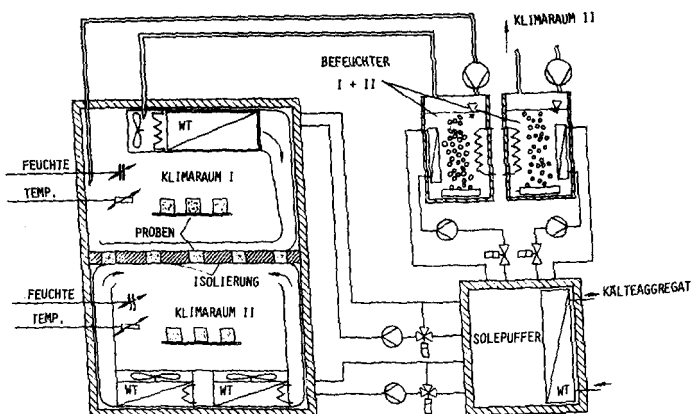 KLIMARAUM II
BEFEUCHTER
I + II
WT
FEUCHTE
KLIMARAUM I
TEMP.
PROBEN
ISOLIERUNG
FEUCHTE
KLIMARAUM II
TEMP.
KÄLTEAGGREGAT
SOLEPUFFER
WT
WT
WT